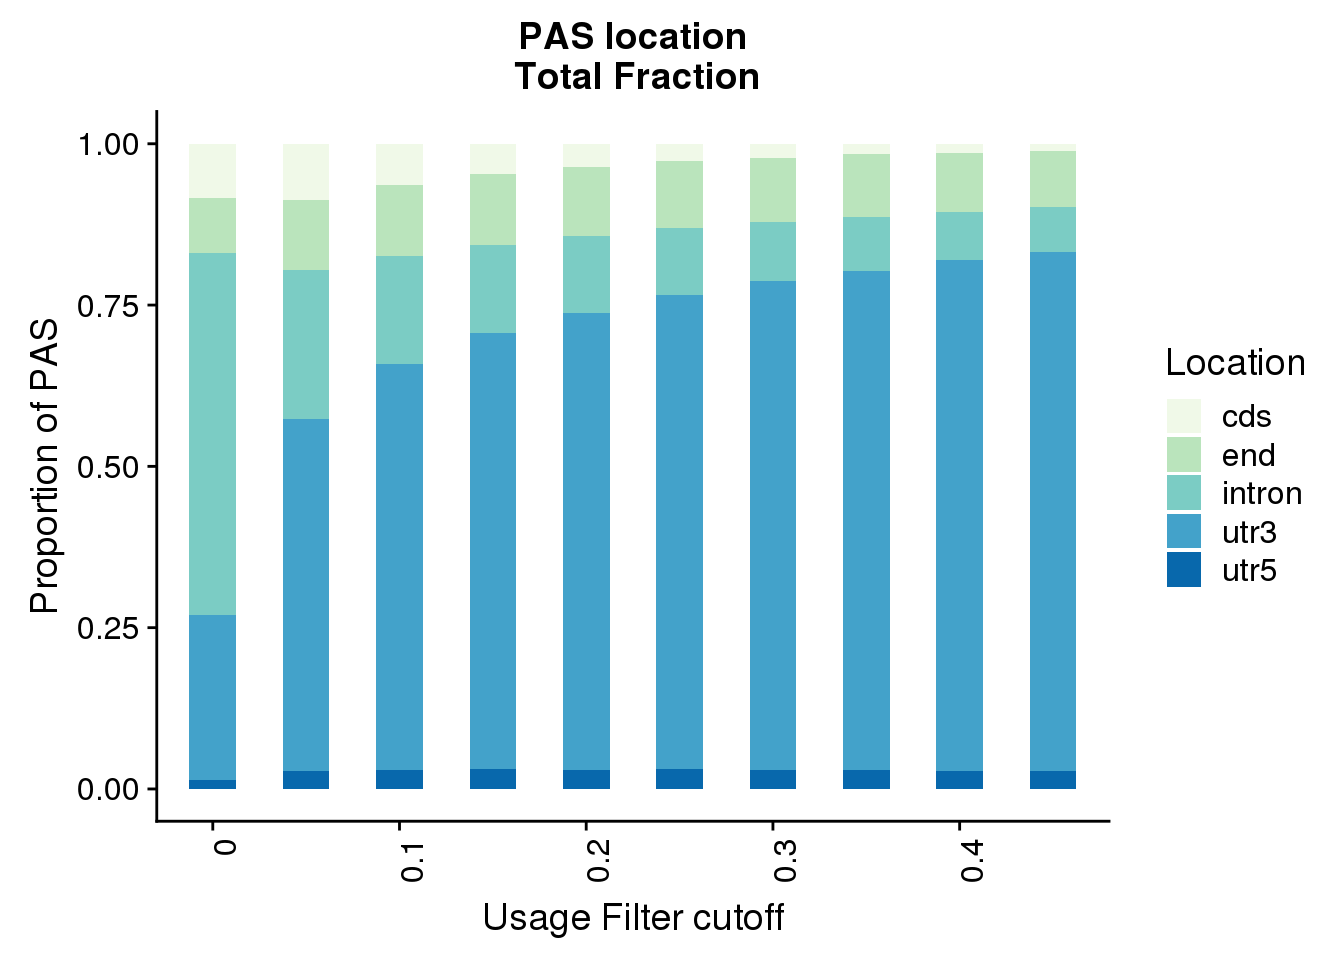 PAS location
Total Fraction
1.00
0.75
0.50
0.25
0.00
Proportion of PAS
0
0.1
0.2
0.3
0.4
Usage Filter cutoff
Location
cds
end
intron
utr3
utr5